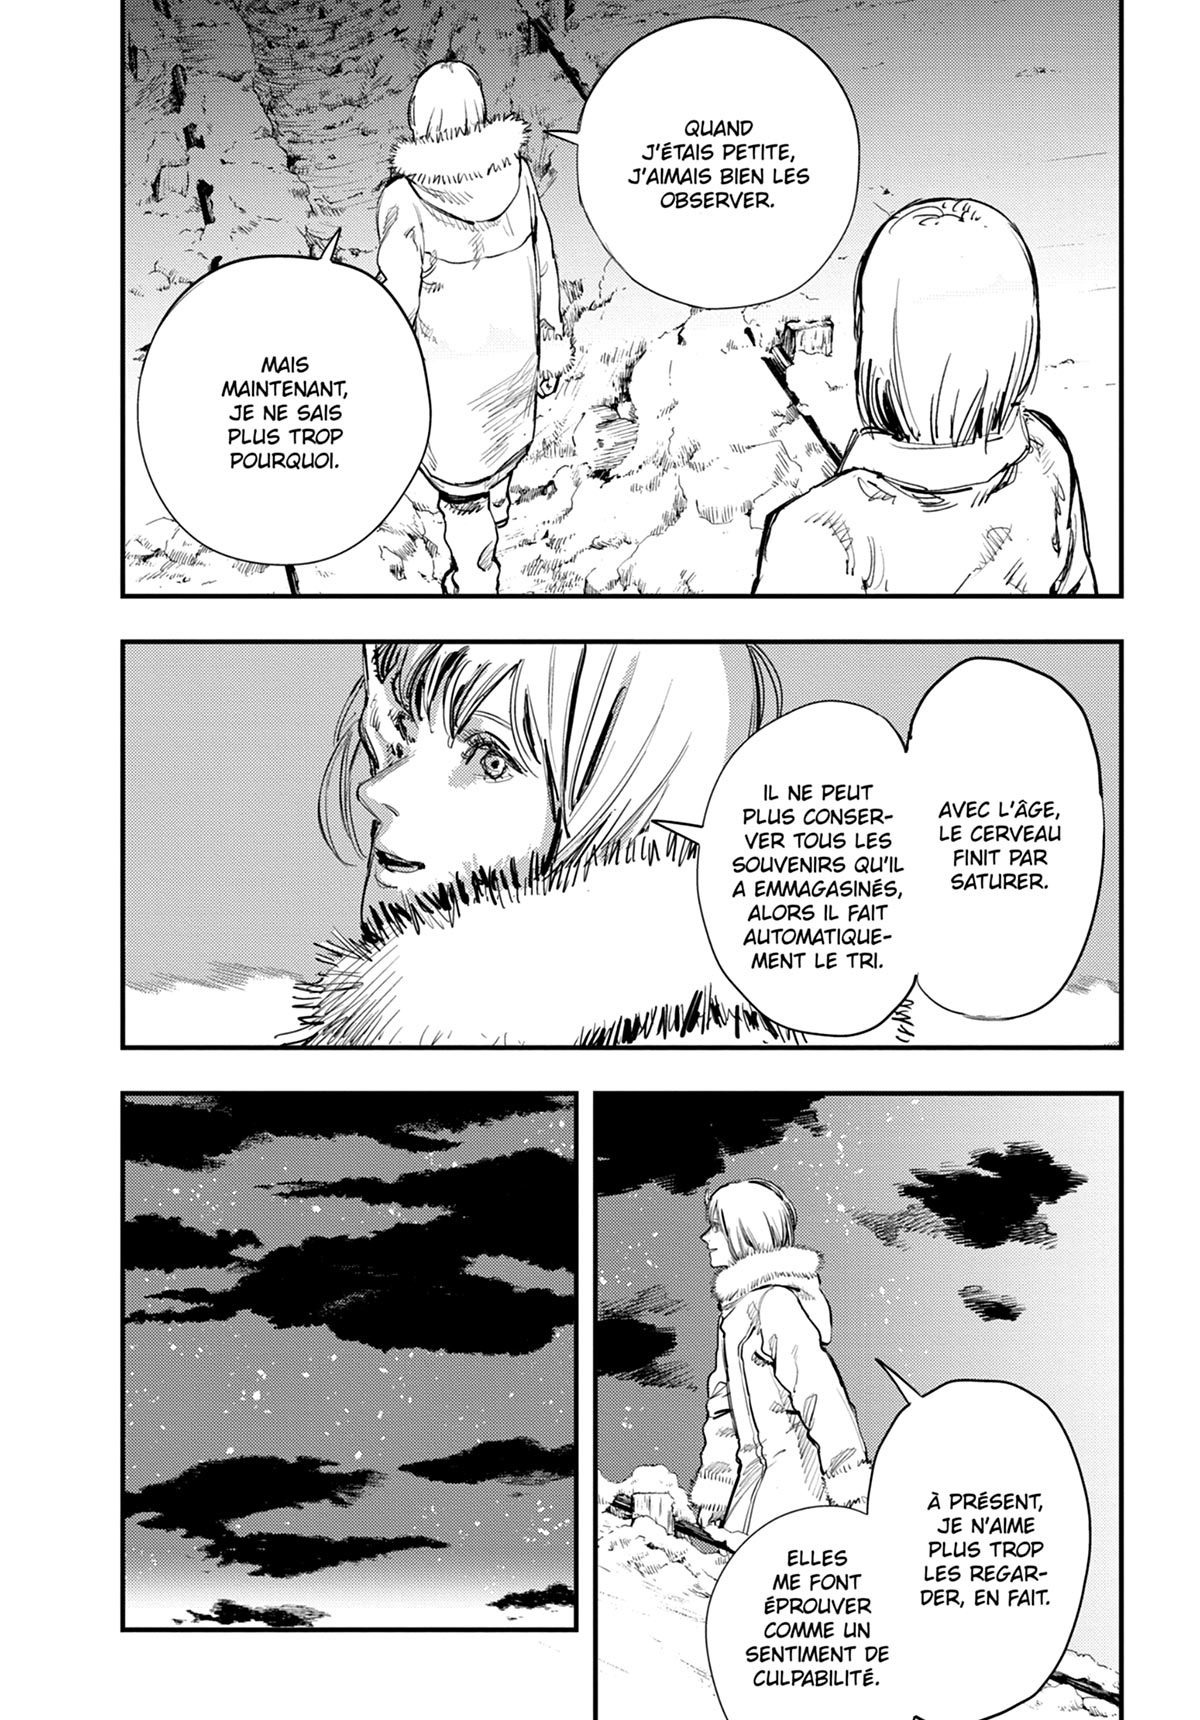 QUAND
J'ÉTAIS PETITE,
J'AIMAIS BIEN LES
OBSERVER.
MAIS
MAINTENANT,
JE NE SAIS
PLUS TROP
POURQUOI.
AVEC L'ÂGE,
LE CERVEAU
FINIT PAR
SATURER.
IL NE PEUT
PLUS CONSER-
VER TOUS LES
SOUVENIRS QU'IL
A EMMAGASINÉS,
ALORS IL FAIT
AUTOMATIQUE-
MENT LE TRI.
À PRÉSENT,
JE N'AIME
PLUS TROP
LES REGAR-
DER, EN FAIT.
ELLES
ME FONT
ÉPROUVER
COMME UN
SENTIMENT DE
CULPABILITÉ.